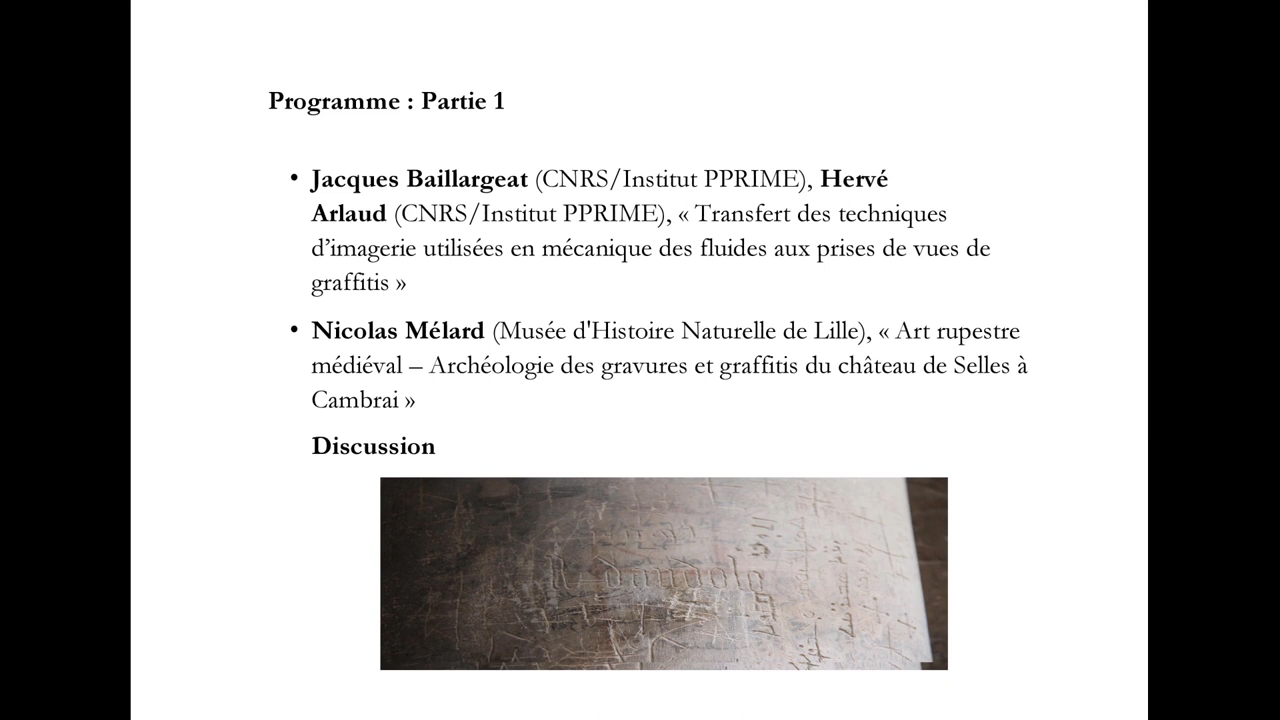 Programme : Partie 1
• Jacques Baillargeat (CNRS/Institut PPRIME), Hervé
Arlaud (CNRS/Institut PPRIME), « Transfert des techniques
d’imagerie utilisées en mécanique des fluides aux prises de vues de
graffitis »
• Nicolas Mélard (Musée d'Histoire Naturelle de Lille), « Art rupestre
médiéval – Archéologie des gravures et graffitis du château de Selles à
Cambrai »
Discussion
dandolo